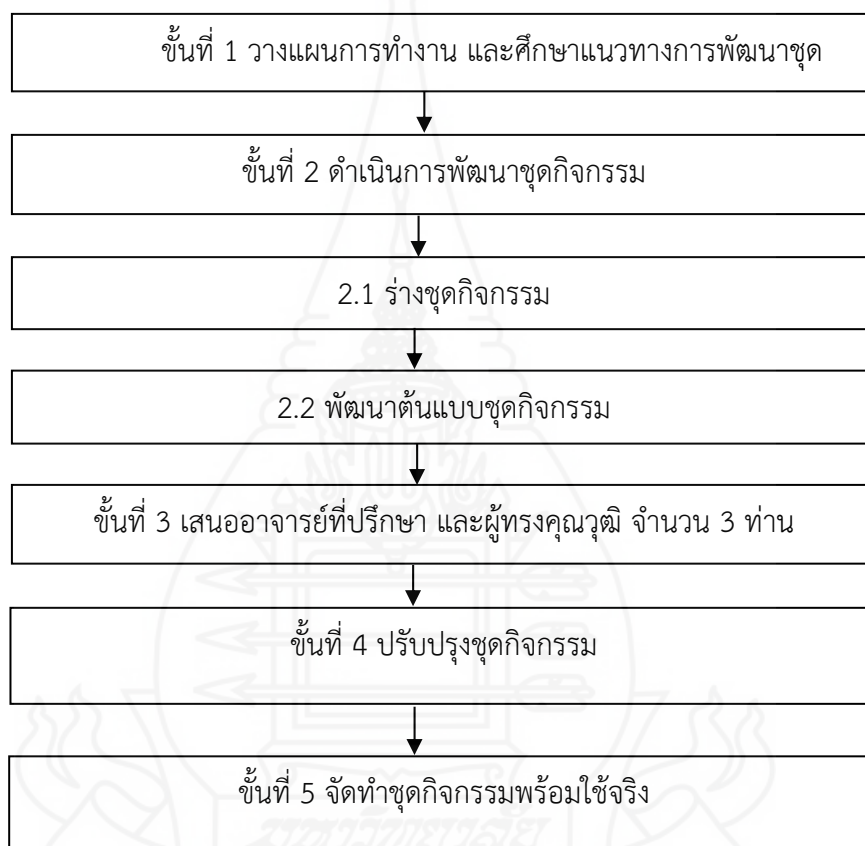 ขั้นที่ 1 วางแผนการทำงาน และศึกษาแนวทางการพัฒนาชุด
ขั้นที่ 2 ดำเนินการพัฒนาชุดกิจกรรม
2.1 ร่างชุดกิจกรรม
2.2 พัฒนาต้นแบบชุดกิจกรรม
ขั้นที่ 3 เสนออาจารย์ที่ปรึกษา และผู้ทรงคุณวุฒิ จำนวน 3 ท่าน
ขั้นที่ 4 ปรับปรุงชุดกิจกรรม
ขั้นที่ 5 จัดทำชุดกิจกรรมพร้อมใช้จริง